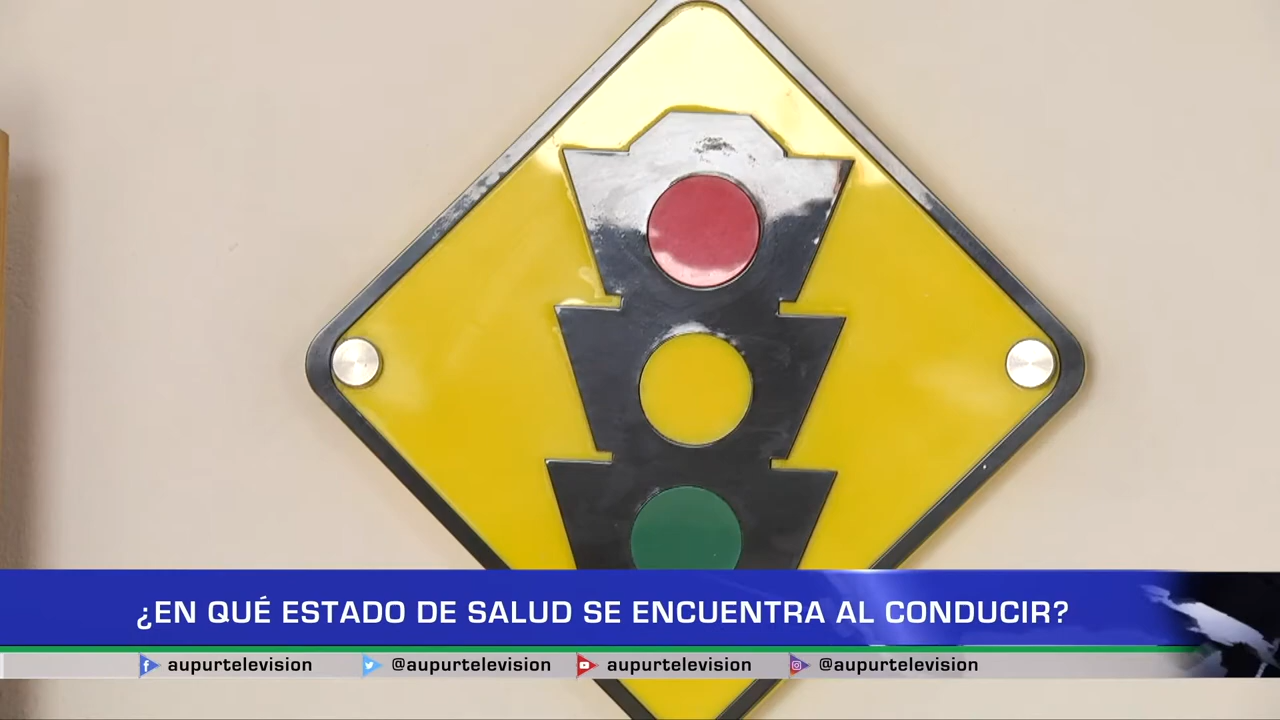 ¿EN QUÉ ESTADO DE SALUD SE ENCUENTRA AL CONDUCIR?
aupurtelevision @aupurtelevision aupurtelevision @aupurtelevision